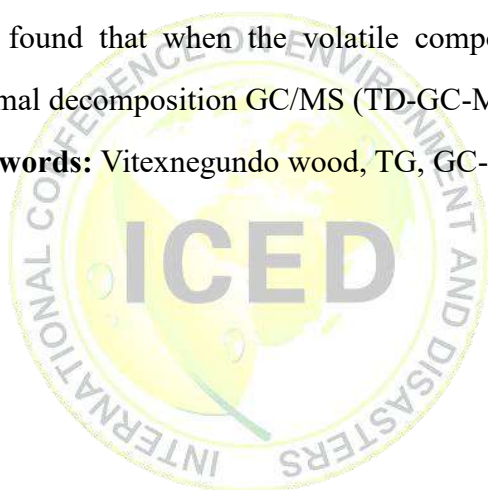 found that when the volatile compo
mal decomposition GC/MS (TD-GC-M
words: Vitexnegundo wood, TG, GC-
INTERNATIONAL CONFERENCE ON ENVIRONMENT AND DISASTERS
ICED